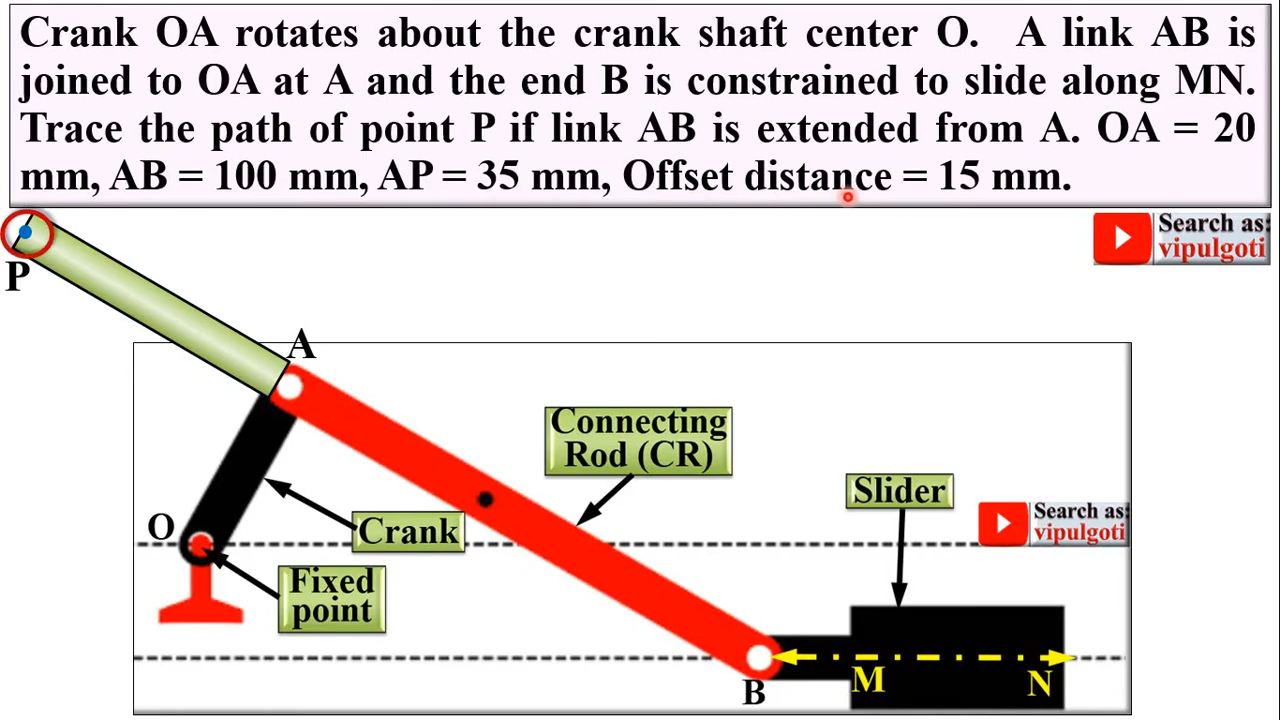 Crank OA rotates about the crank shaft center O. A link AB is
joined to OA at A and the end B is constrained to slide along MN.
Trace the path of point P if link AB is extended from A. OA = 20
mm, AB = 100 mm, AP = 35 mm, Offset distance = 15 mm.
Search as:
vipulgoti
P
A
Connecting
Rod (CR)
Slider
Search as:
vipulgoti
O
Crank
Fixed
point
M
N
B